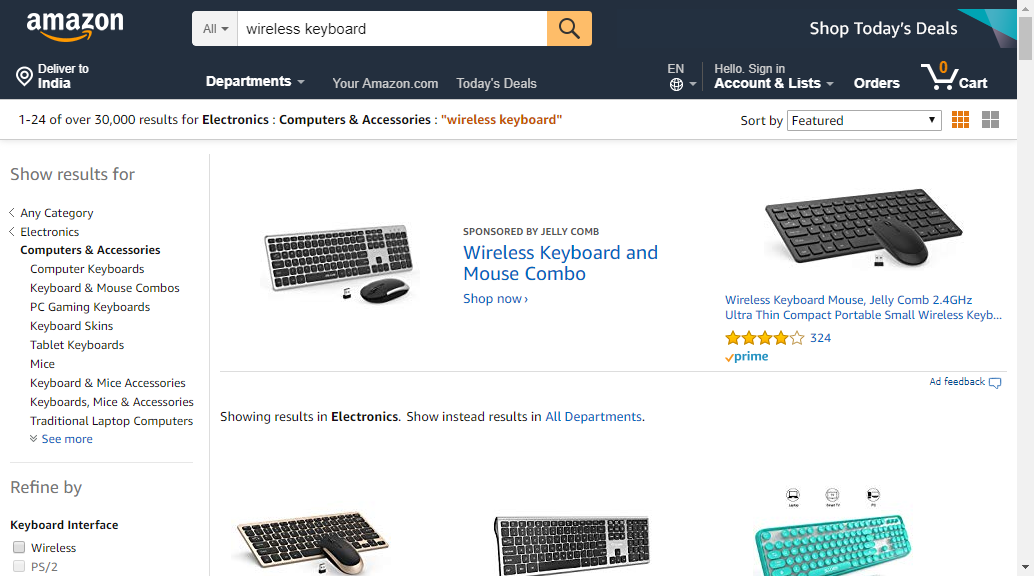 amazon
All
wireless keyboard
Shop Today's Deals
Deliver to
India
Departments
Your Amazon.com
Today's Deals
EN
Hello. Sign in
Account & Lists
Orders
0
Cart
1-24 of over 30,000 results for Electronics : Computers & Accessories : "wireless keyboard"
Sort by
Featured
Show results for
Any Category
Electronics
Computers & Accessories
Computer Keyboards
Keyboard & Mouse Combos
PC Gaming Keyboards
Keyboard Skins
Tablet Keyboards
Mice
Keyboard & Mice Accessories
Keyboards, Mice & Accessories
Traditional Laptop Computers
See more
Refine by
Keyboard Interface
Wireless
PS/2
SPONSORED BY JELLY COMB
Wireless Keyboard and
Mouse Combo
Shop now ›
Wireless Keyboard Mouse, Jelly Comb 2.4GHz
Ultra Thin Compact Portable Small Wireless Keyb...
324
prime
Ad feedback
Showing results in Electronics. Show instead results in All Departments.